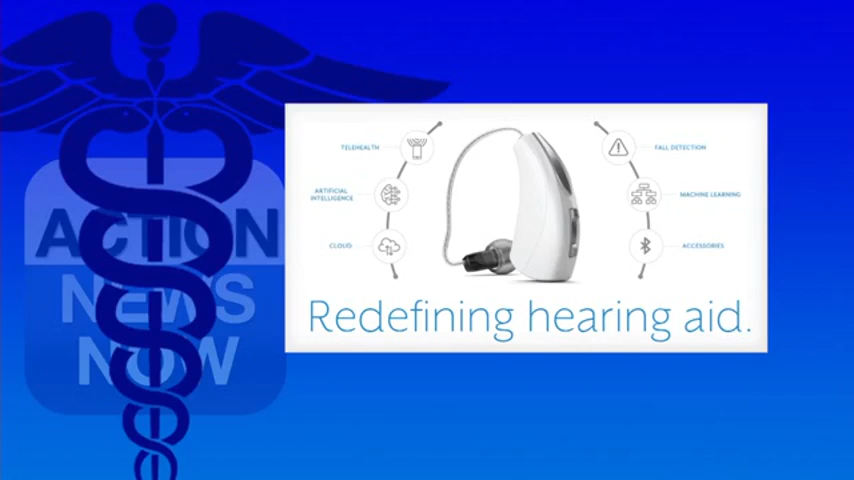 ACTION
NEWS
NOW
TELEHEALTH
ARTIFICIAL
INTELLIGENCE
CLOUD
FALL DETECTION
MACHINE LEARNING
ACCESSORIES
Redefining hearing aid.